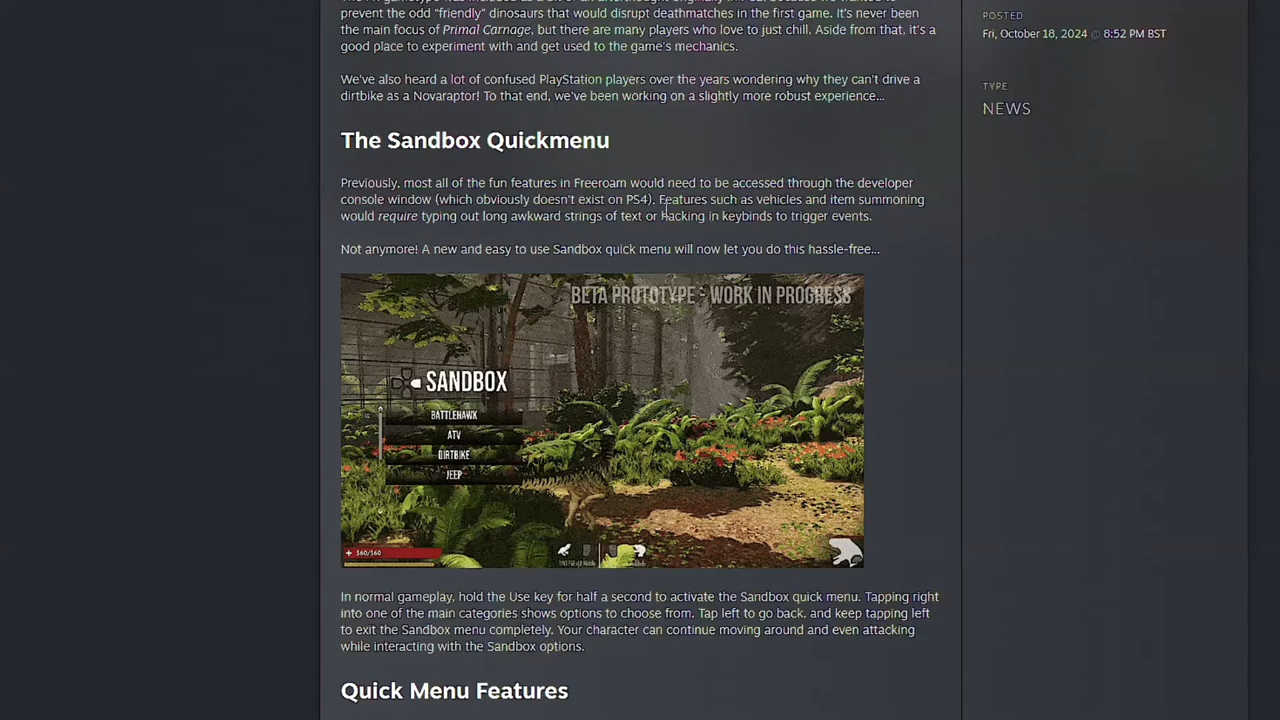 prevent the odd “friendly” dinosaurs that would disrupt deathmatches in the first game. It's never been
the main focus of Primal Carnage, but there are many players who love to just chill. Aside from that, it's a
good place to experiment with and get used to the game's mechanics.
We've also heard a lot of confused PlayStation players over the years wondering why they can't drive a
dirtbike as a Novaraptor! To that end, we've been working on a slightly more robust experience...
The Sandbox Quickmenu
Previously, most all of the fun features in Freeroam would need to be accessed through the developer
console window (which obviously doesn't exist on PS4). Features such as vehicles and item summoning
would require typing out long awkward strings of text or hacking in keybinds to trigger events.
Not anymore! A new and easy to use Sandbox quick menu will now let you do this hassle-free...
BETA PROTOTYPE - WORK IN PROGRESS
SANDBOX
BATTLEHAWK
ATV
DIRTBIKE
JEEP
360/360
In normal gameplay, hold the Use key for half a second to activate the Sandbox quick menu. Tapping right
into one of the main categories shows options to choose from. Tap left to go back, and keep tapping left
to exit the Sandbox menu completely. Your character can continue moving around and even attacking
while interacting with the Sandbox options.
Quick Menu Features
POSTED
Fri, October 18, 2024 @ 8:52 PM BST
TYPE
NEWS